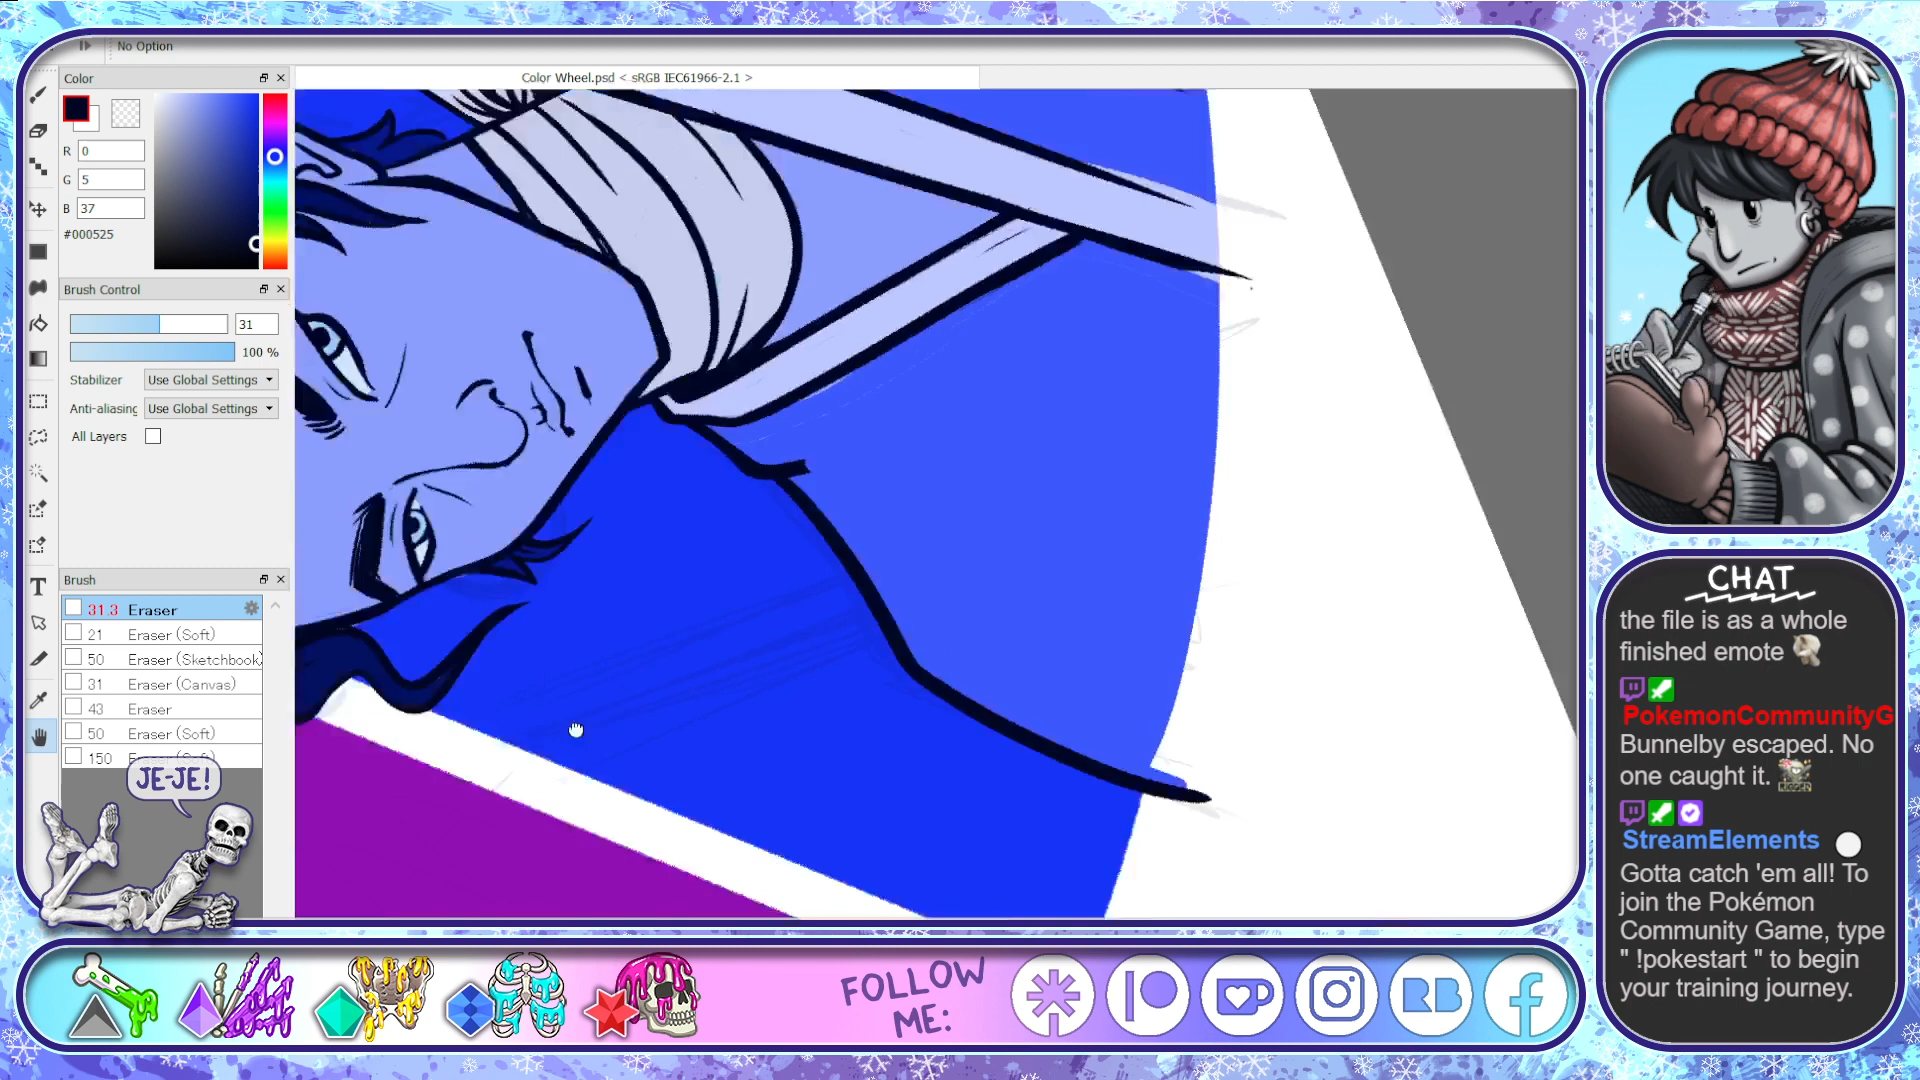 No Option
Color
Color Wheel.psd < sRGB IEC61966-2.1 >
R 0
G 5
B 37
#000525
Brush Control
31
100 %
Stabilizer Use Global Settings
Anti-aliasing Use Global Settings
All Layers
Brush
31.3 Eraser
21 Eraser (Soft)
50 Eraser (Sketchbook)
31 Eraser (Canvas)
43 Eraser
50 Eraser (Soft)
150 Eraser (Soft)
JE-JE!
FOLLOW
ME:
CHAT
the file is as a whole
finished emote
PokemonCommunityG
Bunnelby escaped. No
one caught it.
StreamElements
Gotta catch 'em all! To
join the Pokémon
Community Game, type
" !pokestart " to begin
your training journey.